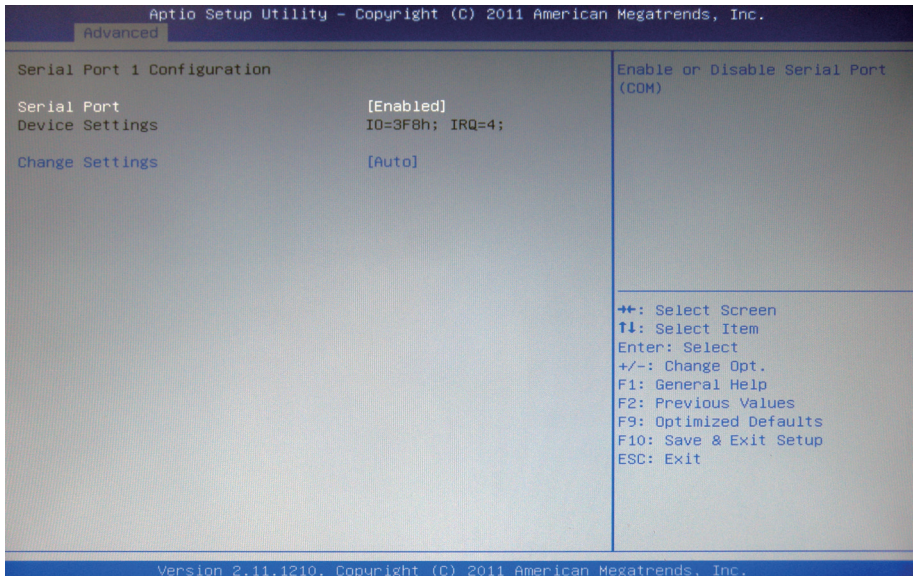 Aptio Setup Utility – Copyright (C) 2011 American Megatrends, Inc.
Advanced
Serial Port 1 Configuration
Serial Port [Enabled]
Device Settings IO=3F8h; IRQ=4;
Change Settings [Auto]
Enable or Disable Serial Port
(COM)
→←: Select Screen
↑↓: Select Item
Enter: Select
+/-: Change Opt.
F1: General Help
F2: Previous Values
F9: Optimized Defaults
F10: Save & Exit Setup
ESC: Exit
Version 2.11.1210. Copyright (C) 2011 American Megatrends, Inc.